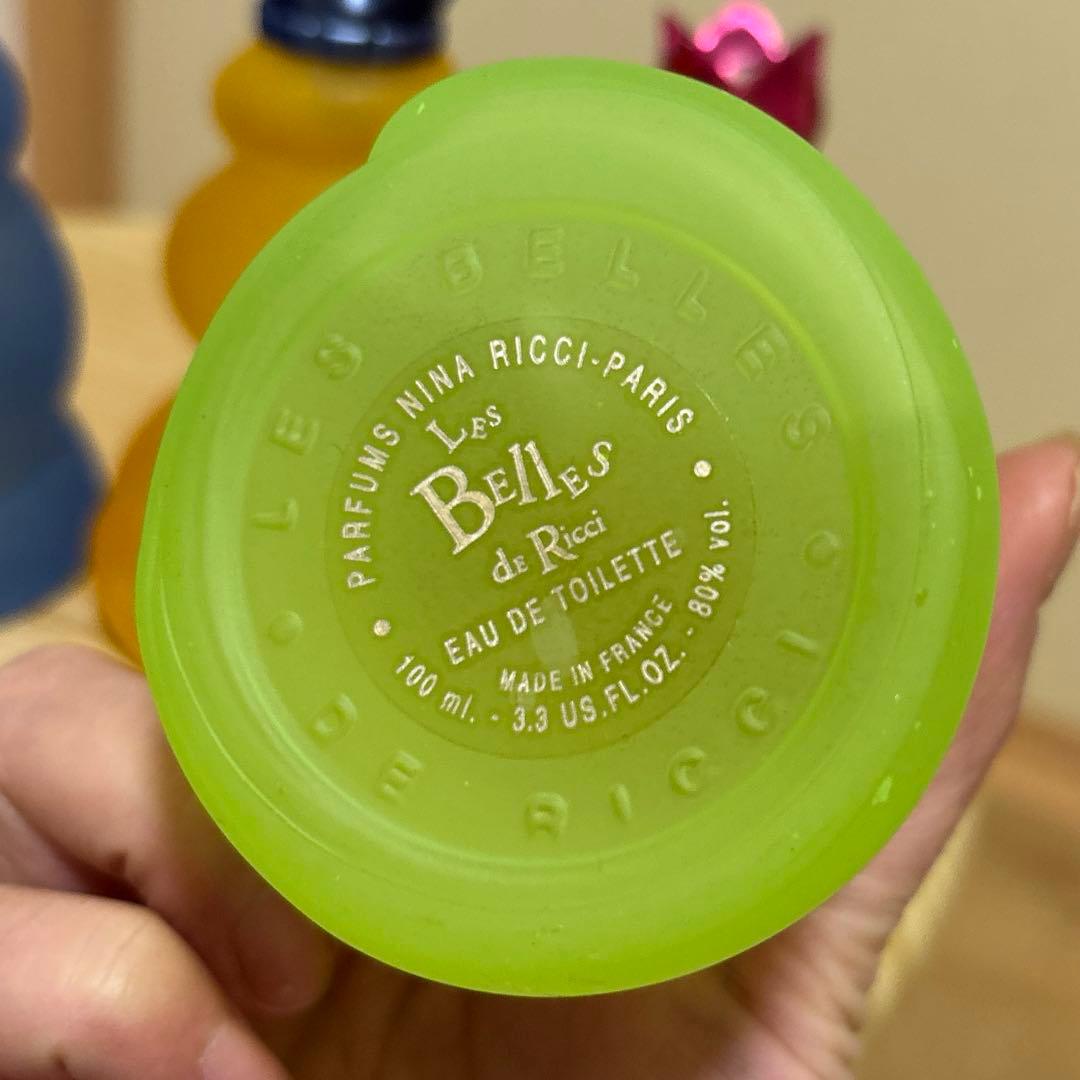 PARFUMS NINA RICCI-PARIS
LES
BELLES
DE RICCI
EAU DE TOILETTE
MADE IN FRANCE
100 ml. - 3.3 US.FL.OZ. - 80% vol.
LES BELLES DE RICCI